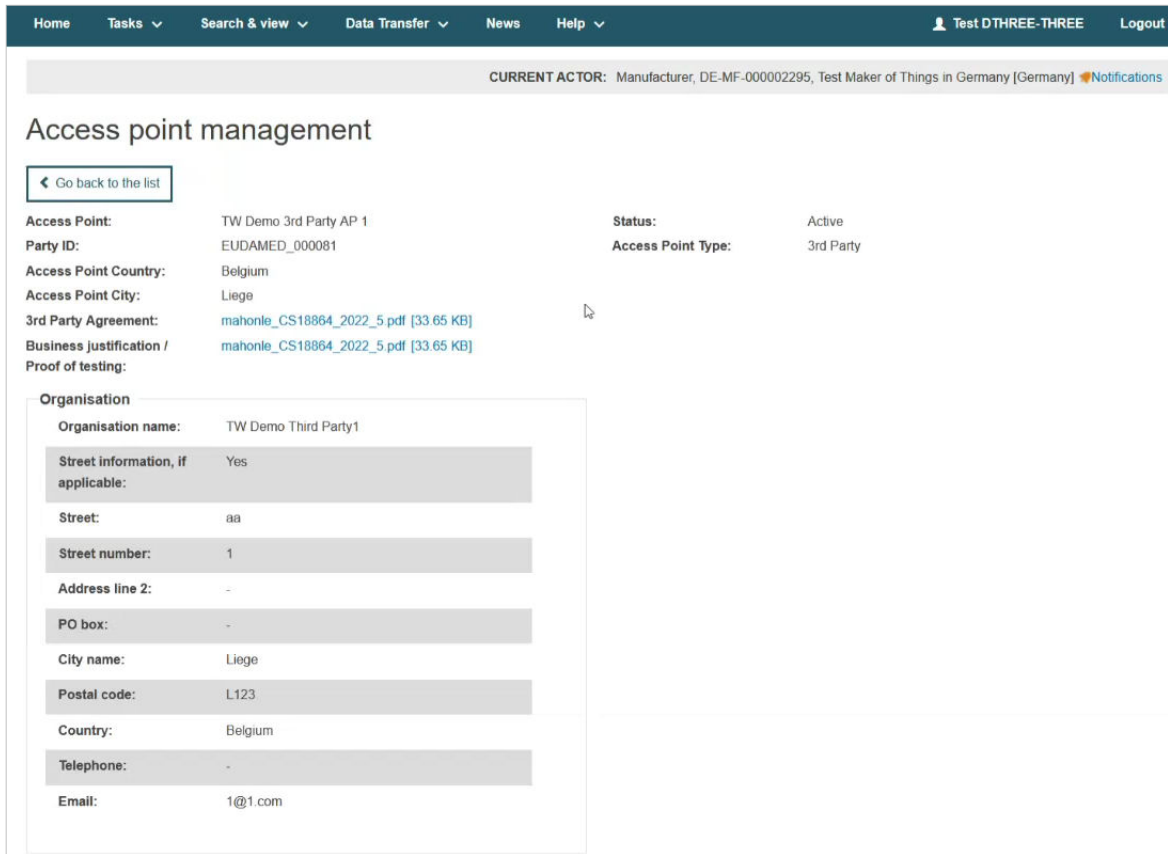 Home Tasks Search & view Data Transfer News Help Test DTHREE-THREE Logout
CURRENT ACTOR: Manufacturer, DE-MF-000002295, Test Maker of Things in Germany [Germany] Notifications
Access point management
Go back to the list
Access Point: TW Demo 3rd Party AP 1 Status: Active
Party ID: EUDAMED_000081 Access Point Type: 3rd Party
Access Point Country: Belgium
Access Point City: Liege
3rd Party Agreement: mahonle_CS18864_2022_5.pdf [33.65 KB]
Business justification / mahonle_CS18864_2022_5.pdf [33.65 KB]
Proof of testing:
Organisation
Organisation name: TW Demo Third Party1
Street information, if Yes
applicable:
Street: aa
Street number: 1
Address line 2: -
PO box: -
City name: Liege
Postal code: L123
Country: Belgium
Telephone: -
Email: 1@1.com